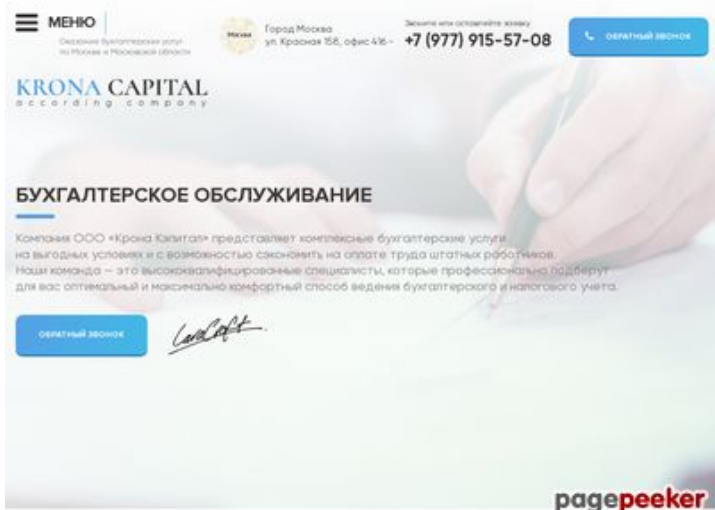 МЕНЮ
Оказание бухгалтерских услуг
по Москве и Московской области
Москва
Город Москва
ул. Красная 158, офис 416 -
Звоните или оставляйте заявку
+7 (977) 915-57-08
ОБРАТНЫЙ ЗВОНОК
KRONA CAPITAL
according company
БУХГАЛТЕРСКОЕ ОБСЛУЖИВАНИЕ
Компания ООО «Крона Кэпитал» представляет комплексные бухгалтерские услуги
на выгодных условиях и с возможностью сэкономить на оплате труда штатных работников.
Наши команда — это высококвалифицированные специалисты, которые профессионально подберут
для вас оптимальный и максимально комфортный способ ведения бухгалтерского и налогового учета.
ОБРАТНЫЙ ЗВОНОК
pagepeeker